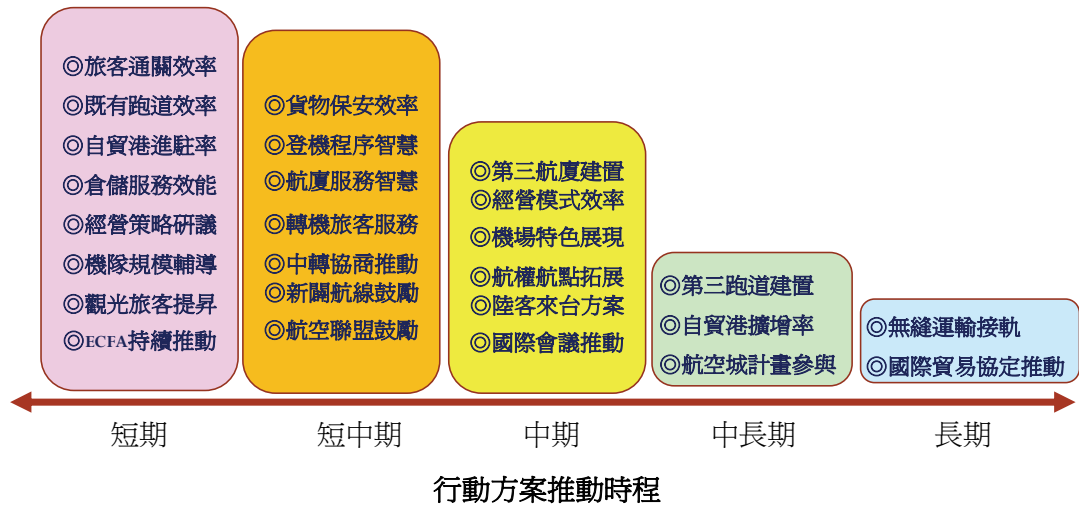 ◎旅客通關效率
◎既有跑道效率
◎自貿港進駐率
◎倉儲服務效能
◎經營策略研議
◎機隊規模輔導
◎觀光旅客提昇
◎ECFA持續推動
◎貨物保安效率
◎登機程序智慧
◎航廈服務智慧
◎轉機旅客服務
◎中轉協商推動
◎新闢航線鼓勵
◎航空聯盟鼓勵
◎第三航廈建置
◎經營模式效率
◎機場特色展現
◎航權航點拓展
◎陸客來台方案
◎國際會議推動
◎第三跑道建置
◎自貿港擴增率
◎航空城計畫參與
◎無縫運輸接軌
◎國際貿易協定推動
短期
短中期
中期
中長期
長期
行動方案推動時程